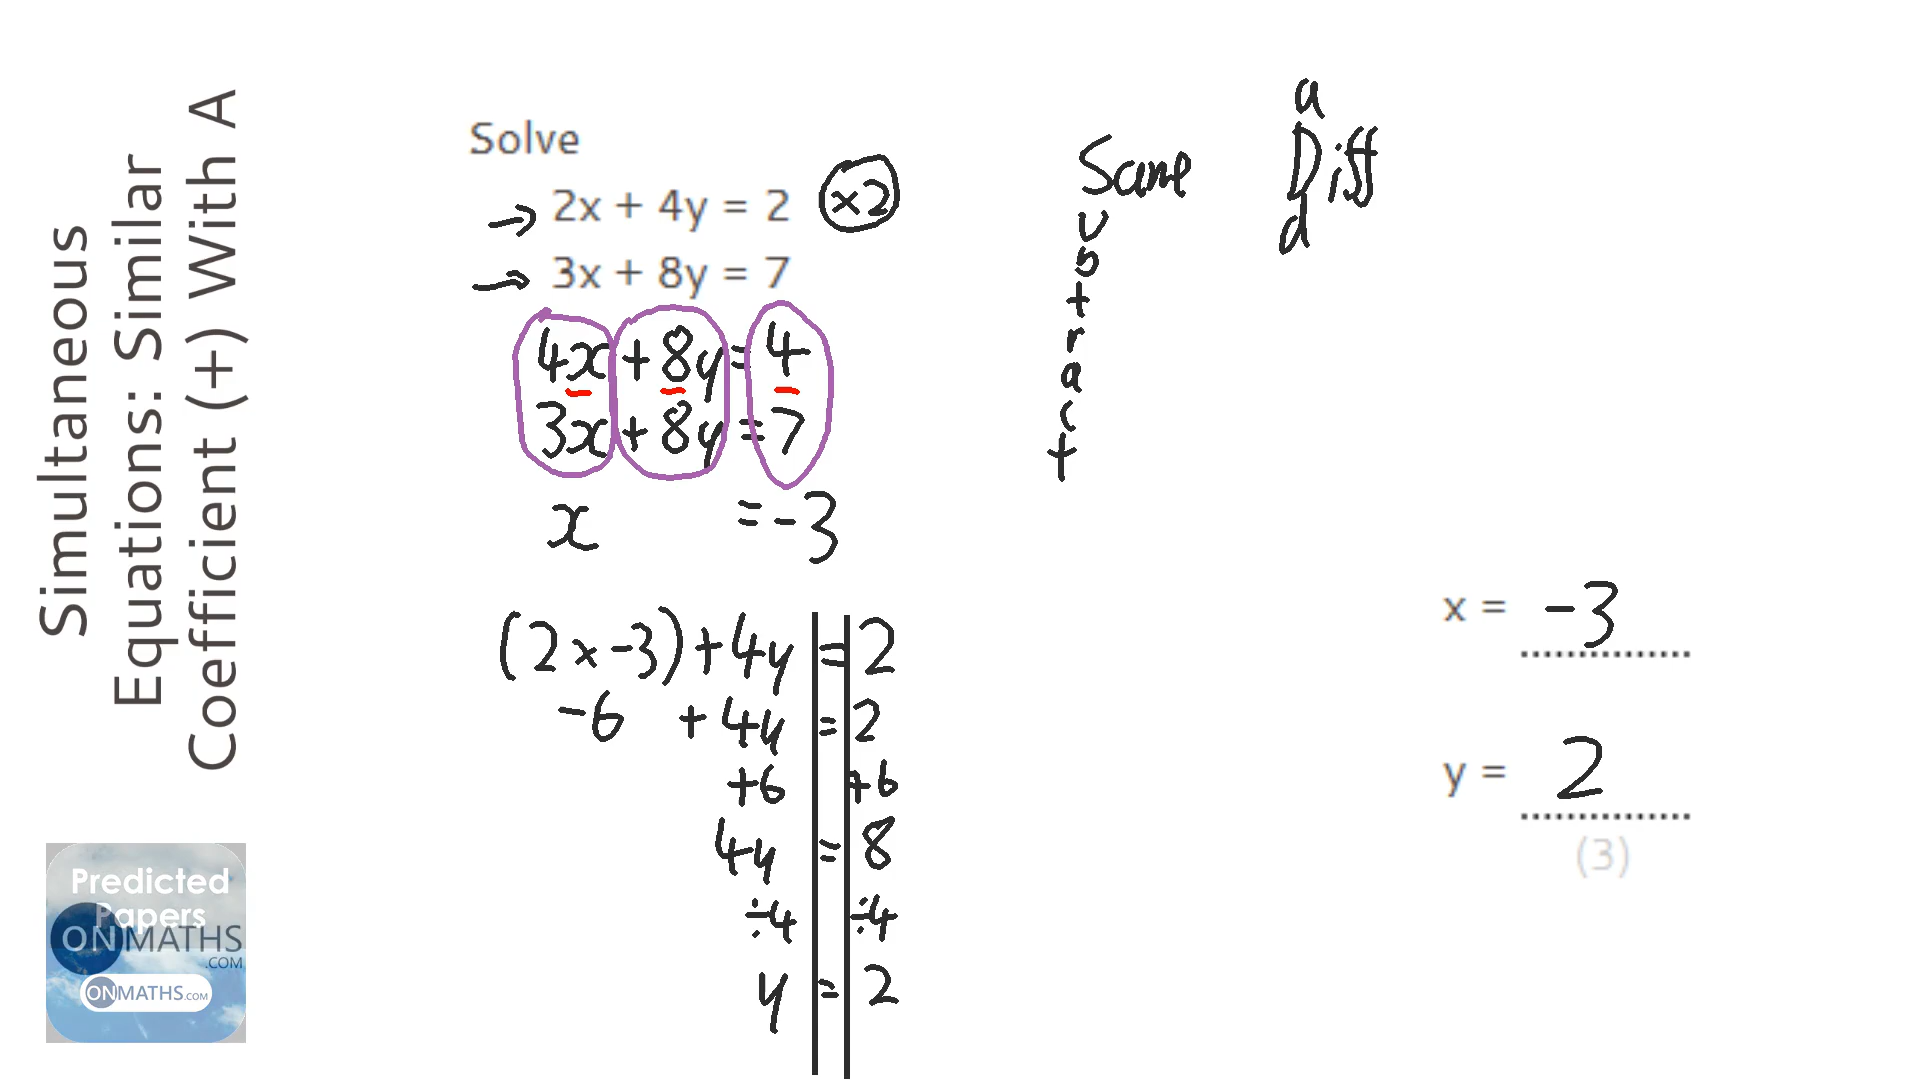 Simultaneous
Equations: Similar
Coefficient (+) With A
Solve
→ 2x + 4y = 2 ×2
→ 3x + 8y = 7
4x + 8y = 4
3x + 8y = 7
x = -3
(2 × -3) + 4y = 2
-6 + 4y = 2
+6 +6
4y = 8
÷4 ÷4
y = 2
Same
u
b
t
r
a
c
t
a
Diff
d
x = -3
y = 2
(3)
Predicted
Papers
ONMATHS
.COM
ONMATHS.COM